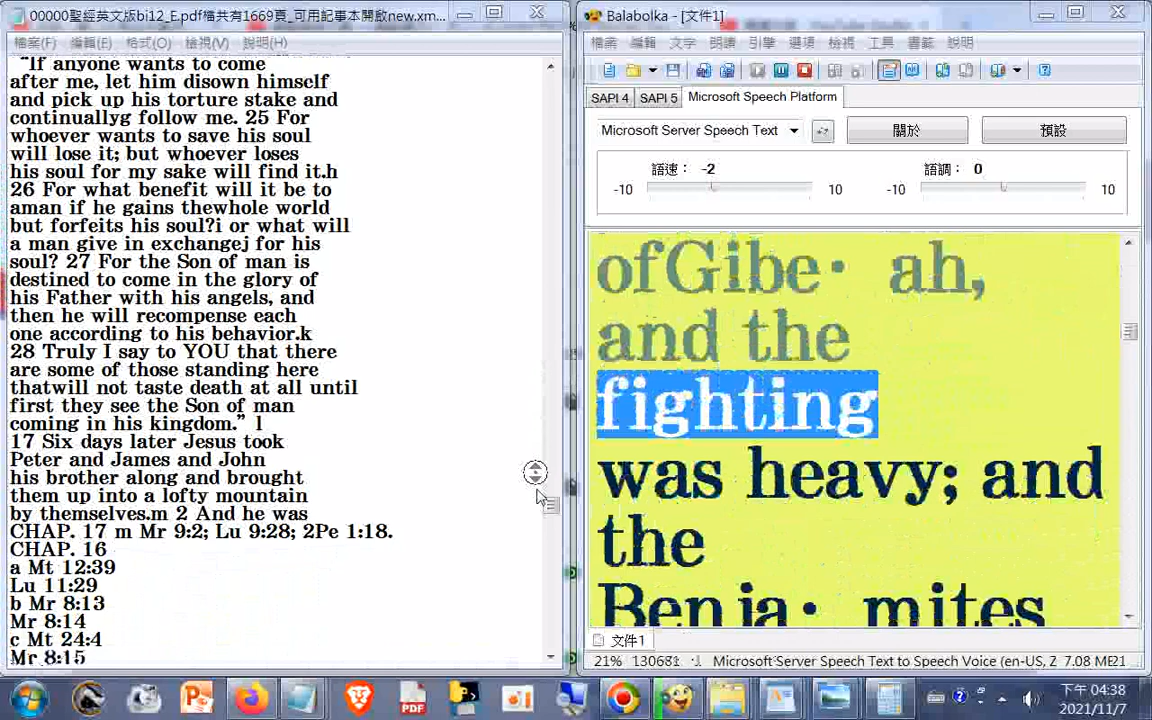 00000聖經英文版bi12_E.pdf檔共有1669頁_可用記事本開啟new.xm...
檔案(F) 編輯(E) 格式(O) 檢視(V) 說明(H)
“If anyone wants to come
after me, let him disown himself
and pick up his torture stake and
continuallyg follow me. 25 For
whoever wants to save his soul
will lose it; but whoever loses
his soul for my sake will find it.h
26 For what benefit will it be to
aman if he gains thewhole world
but forfeits his soul?i or what will
a man give in exchangej for his
soul? 27 For the Son of man is
destined to come in the glory of
his Father with his angels, and
then he will recompense each
one according to his behavior.k
28 Truly I say to YOU that there
are some of those standing here
thatwill not taste death at all until
first they see the Son of man
coming in his kingdom.” l
17 Six days later Jesus took
Peter and James and John
his brother along and brought
them up into a lofty mountain
by themselves.m 2 And he was
CHAP. 17 m Mr 9:2; Lu 9:28; 2Pe 1:18.
CHAP. 16
a Mt 12:39
Lu 11:29
b Mr 8:13
Mr 8:14
c Mt 24:4
Mr 8:15
Balabolka - [文件1]
檔案 編輯 文字 朗讀 引擎 選項 檢視 工具 書籤 說明
SAPI 4 SAPI 5 Microsoft Speech Platform
Microsoft Server Speech Text 關於 預設
語速： -2 語調： 0
-10 10 -10 10
ofGibe· ah,
and the
fighting
was heavy; and
the
Benja· mites
文件1
21% 130681 Microsoft Server Speech Text to Speech Voice (en-US, Z 7.08 ME21
PDF
下午 04:38
2021/11/7